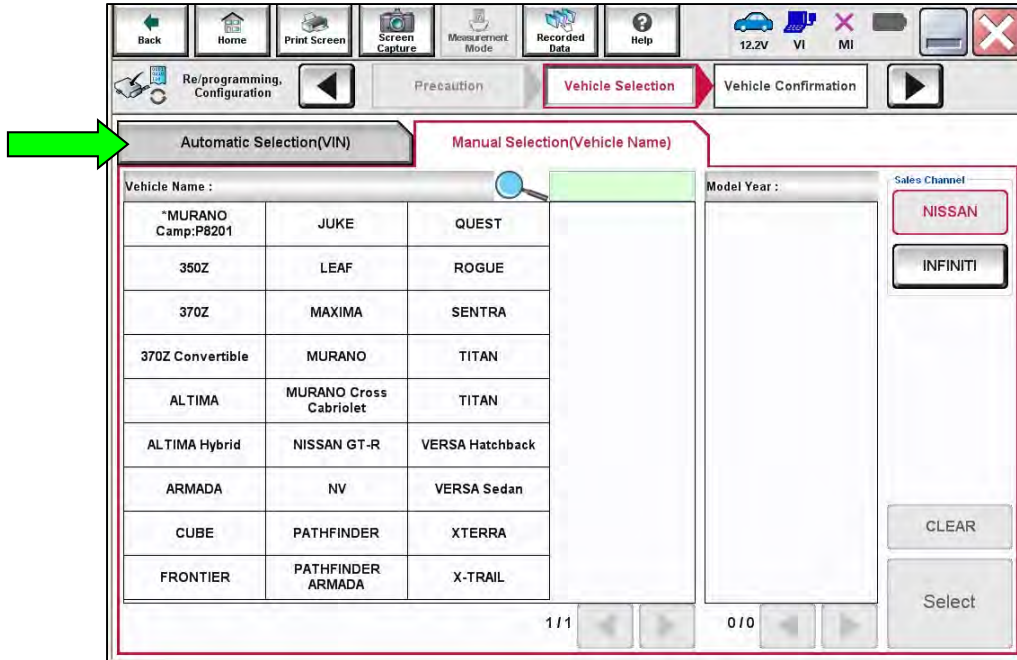 Back
Home
Print Screen
Screen
Capture
Measurement
Mode
Recorded
Data
Help
12.2V
VI
MI
Re/programming,
Configuration
Precaution
Vehicle Selection
Vehicle Confirmation
Automatic Selection(VIN)
Manual Selection(Vehicle Name)
Vehicle Name :
Model Year :
Sales Channel
*MURANO
Camp:P8201
JUKE
QUEST
NISSAN
350Z
LEAF
ROGUE
INFINITI
370Z
MAXIMA
SENTRA
370Z Convertible
MURANO
TITAN
ALTIMA
MURANO Cross
Cabriolet
TITAN
ALTIMA Hybrid
NISSAN GT-R
VERSA Hatchback
ARMADA
NV
VERSA Sedan
CUBE
PATHFINDER
XTERRA
CLEAR
FRONTIER
PATHFINDER
ARMADA
X-TRAIL
Select
1/1
0/0